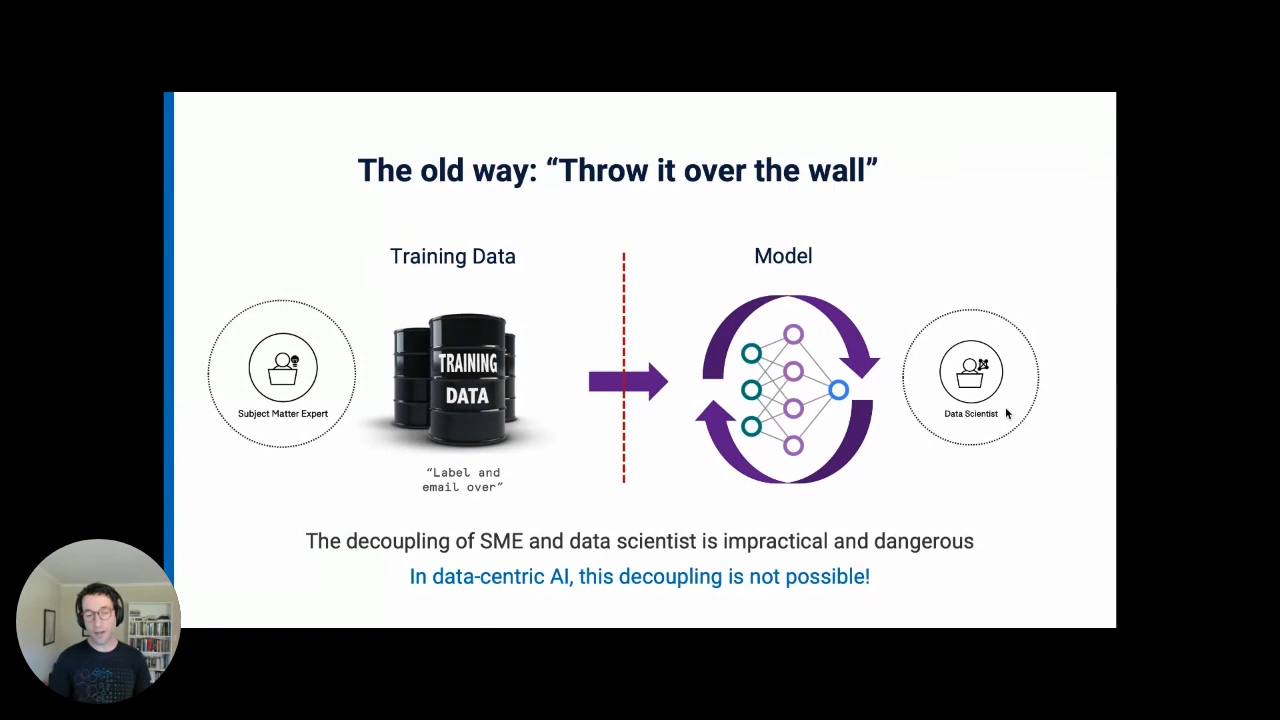 The old way: “Throw it over the wall”
Training Data
Model
TRAINING
DATA
Subject Matter Expert
Data Scientist
“Label and
email over”
The decoupling of SME and data scientist is impractical and dangerous
In data-centric AI, this decoupling is not possible!